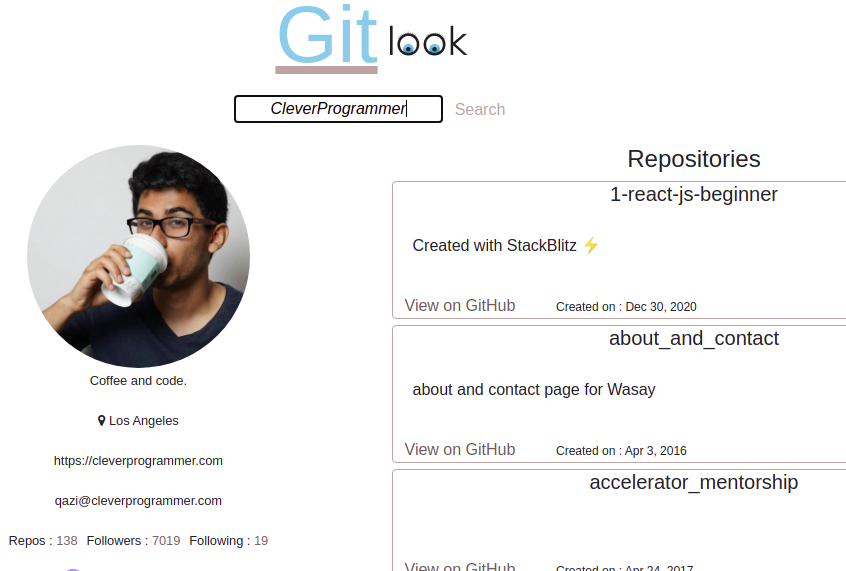 Git look
CleverProgrammer Search
Coffee and code.
Los Angeles
https://cleverprogrammer.com
qazi@cleverprogrammer.com
Repos : 138 Followers : 7019 Following : 19
Repositories
1-react-js-beginner
Created with StackBlitz ⚡
View on GitHub Created on : Dec 30, 2020
about_and_contact
about and contact page for Wasay
View on GitHub Created on : Apr 3, 2016
accelerator_mentorship
View on GitHub Created on : Apr 24, 2017